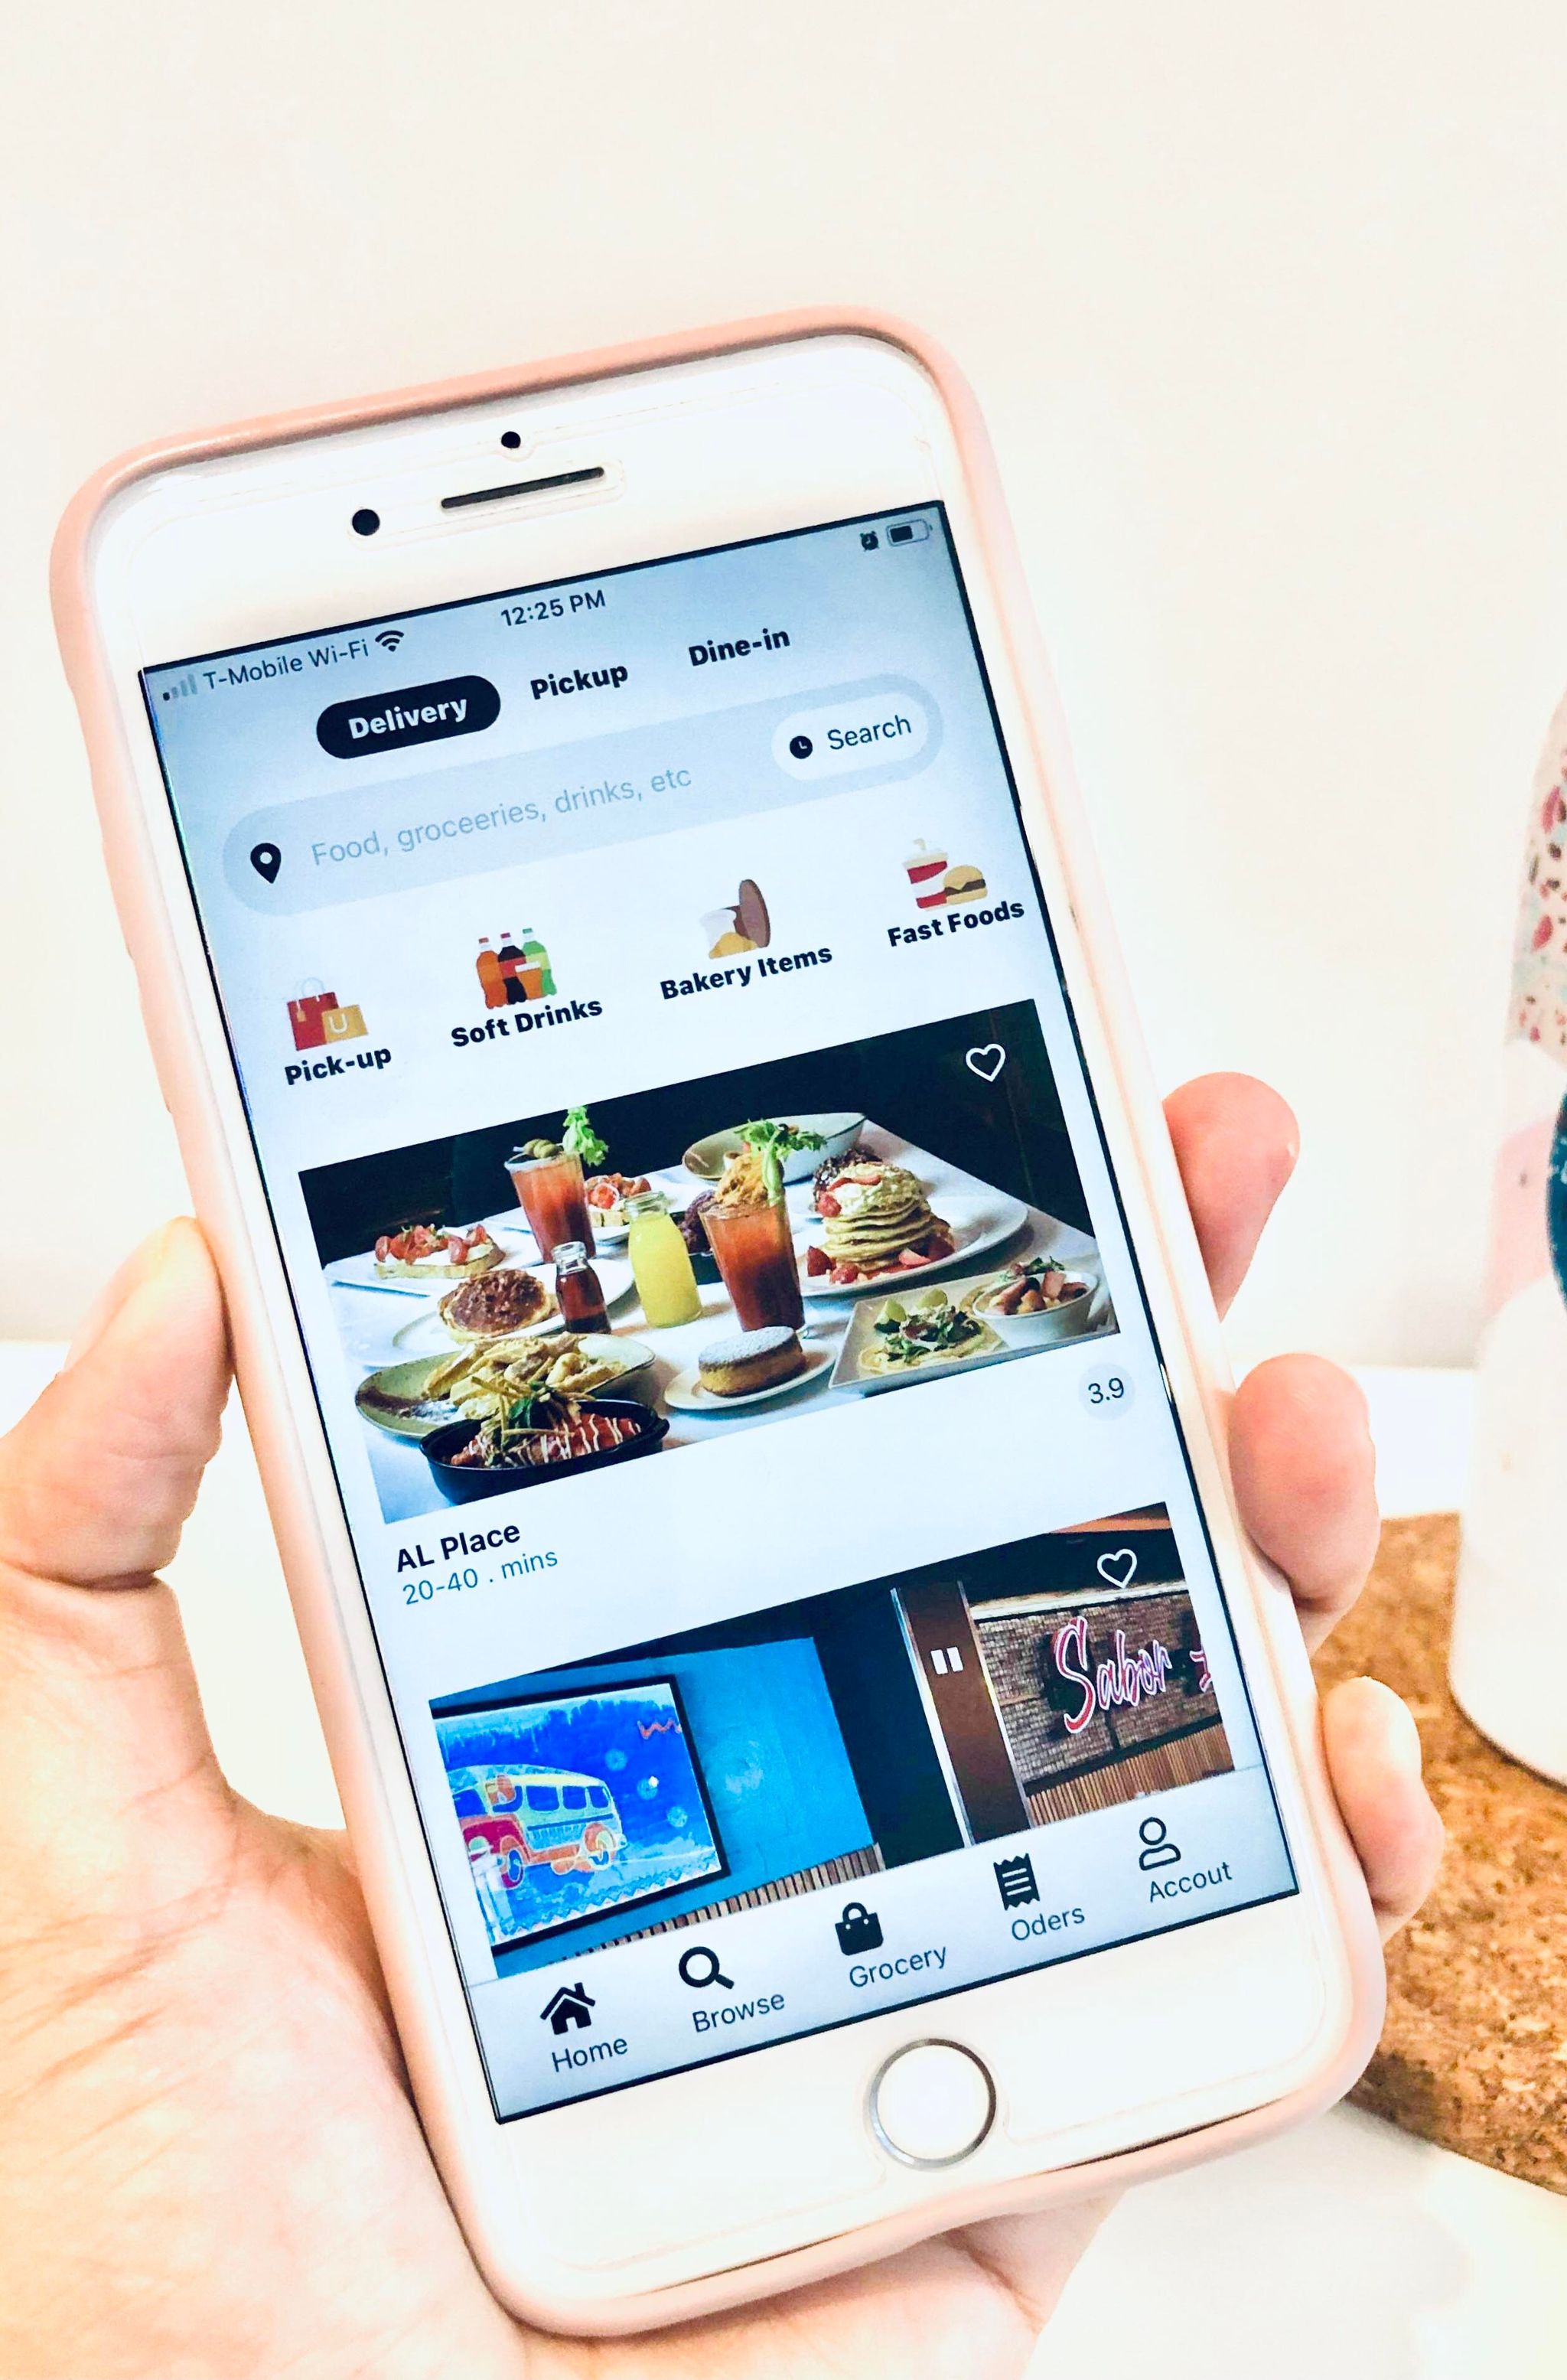 T-Mobile Wi-Fi 12:25 PM
Delivery Pickup Dine-in
Food, groceeries, drinks, etc Search
Pick-up Soft Drinks Bakery Items Fast Foods
3.9
AL Place
20-40 . mins
Sabor
Home Browse Grocery Oders Accout